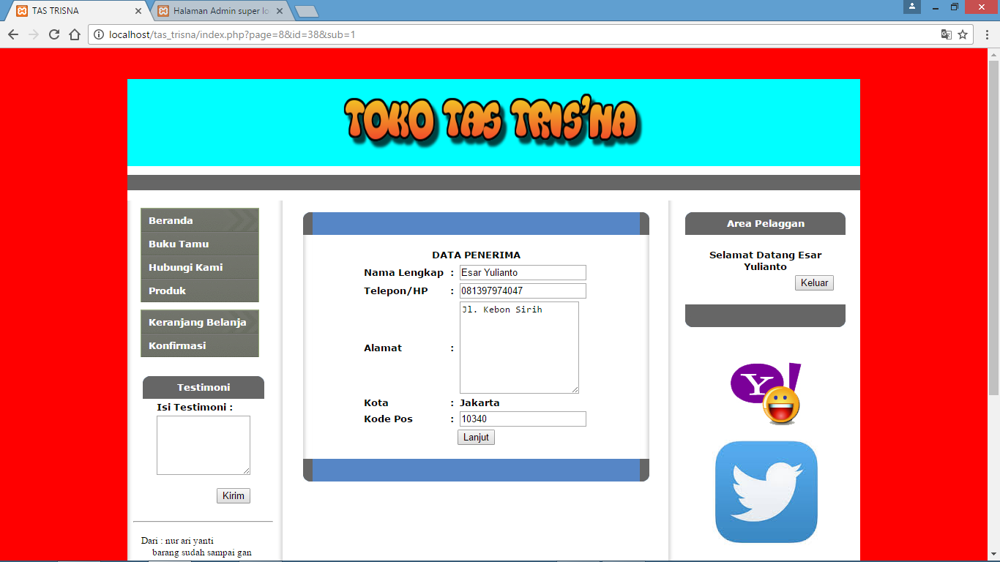 TAS TRISNA
Halaman Admin super lo
localhost/tas_trisna/index.php?page=8&id=38&sub=1
TOKO TAS TRIS'NA
Beranda
Buku Tamu
Hubungi Kami
Produk
Keranjang Belanja
Konfirmasi
Testimoni
Isi Testimoni :
Kirim
Dari : nur ari yanti
barang sudah sampai gan
DATA PENERIMA
Nama Lengkap : Esar Yulianto
Telepon/HP : 081397974047
Alamat : Jl. Kebon Sirih
Kota : Jakarta
Kode Pos : 10340
Lanjut
Area Pelaggan
Selamat Datang Esar
Yulianto
Keluar
Y!